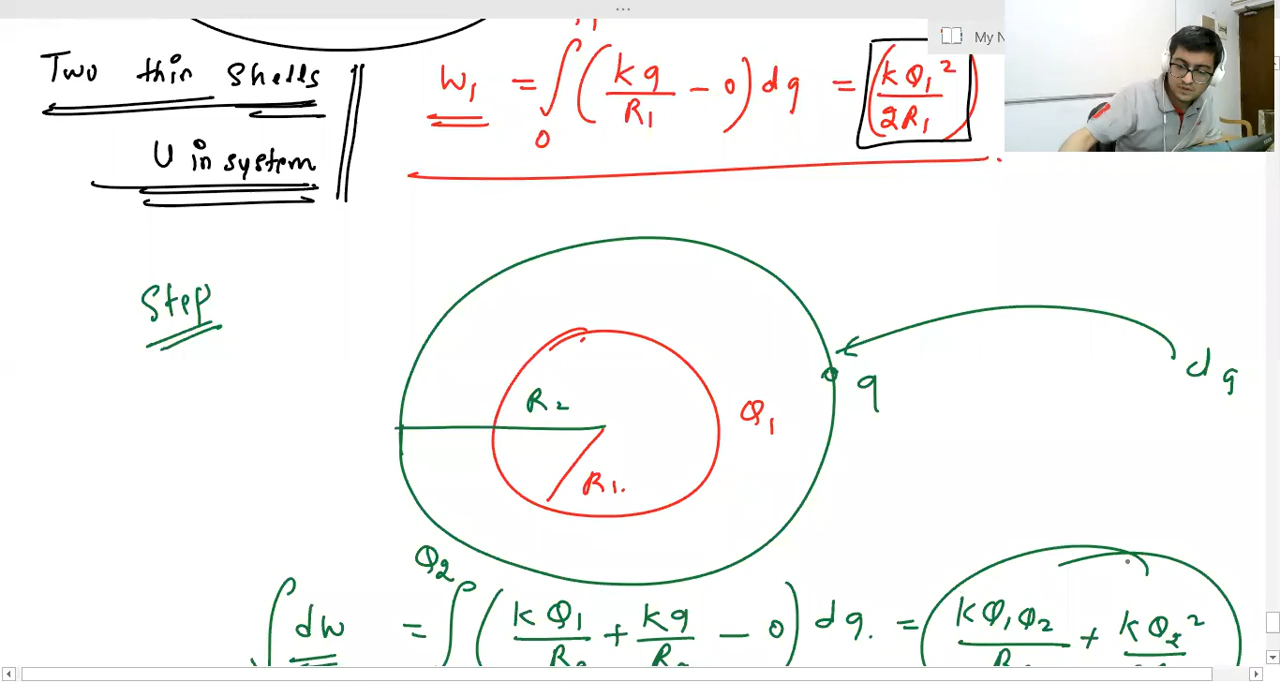 Two thin shells
U in system
W₁ = ∫₀ (kq/R₁ − 0) dq = (kQ₁²/2R₁)
My N
Step
dq
q
R₂
Q₁
R₁.
Q₂
∫dw = ∫ (kQ₁/R₂ + kq/R₂ − 0) dq. = kQ₁Q₂/R₂ + kQ₂²